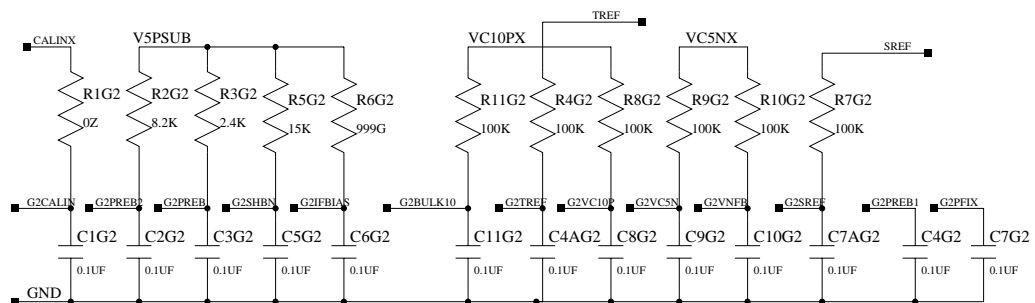 TREF
CALINX
V5PSUB
VC10PX
VC5NX
SREF
R1G2
R2G2
R3G2
R5G2
R6G2
R11G2
R4G2
R8G2
R9G2
R10G2
R7G2
0Z
8.2K
2.4K
15K
999G
100K
100K
100K
100K
100K
100K
G2CALIN
G2PREB2
G2PREB
G2SHBN
G2IFBIAS
G2BULK10
G2TREF
G2VC10P
G2VC5N
G2VNFB
G2SREF
G2PREB1
G2PFIX
C1G2
C2G2
C3G2
C5G2
C6G2
C11G2
C4AG2
C8G2
C9G2
C10G2
C7AG2
C4G2
C7G2
0.1UF
0.1UF
0.1UF
0.1UF
0.1UF
0.1UF
0.1UF
0.1UF
0.1UF
0.1UF
0.1UF
0.1UF
0.1UF
GND